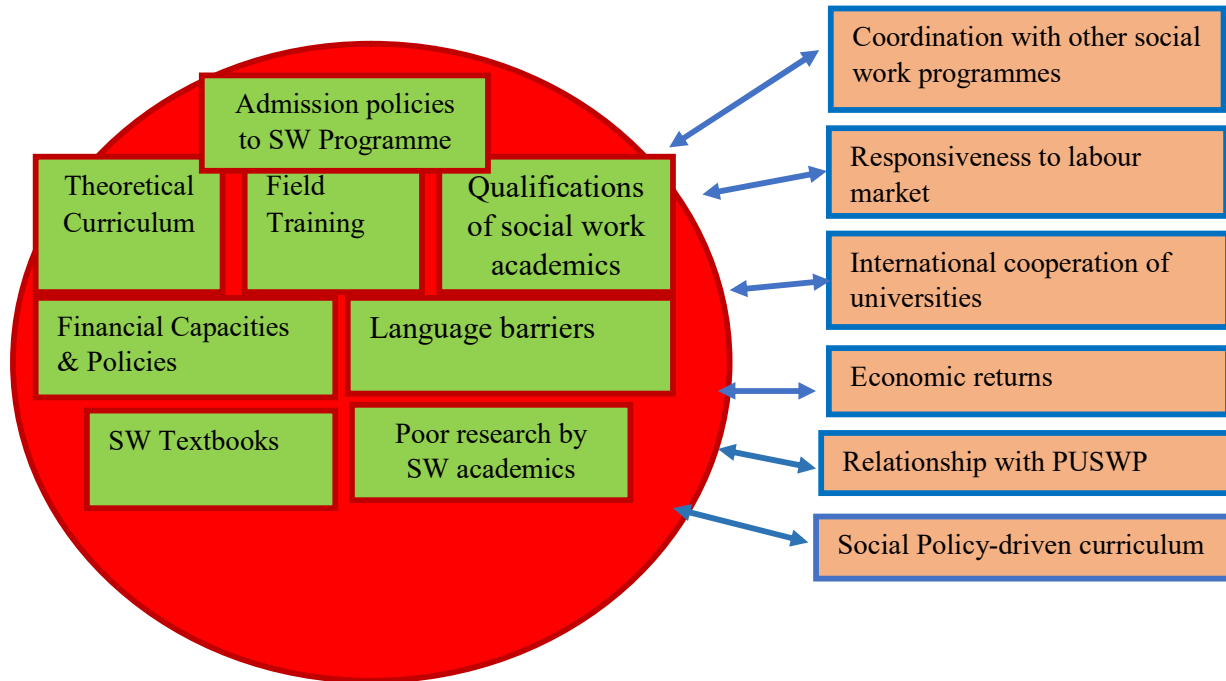 Admission policies
to SW Programme
Theoretical
Curriculum
Field
Training
Qualifications
of social work
academics
Financial Capacities
& Policies
Language barriers
SW Textbooks
Poor research by
SW academics
Coordination with other social
work programmes
Responsiveness to labour
market
International cooperation of
universities
Economic returns
Relationship with PUSWP
Social Policy-driven curriculum